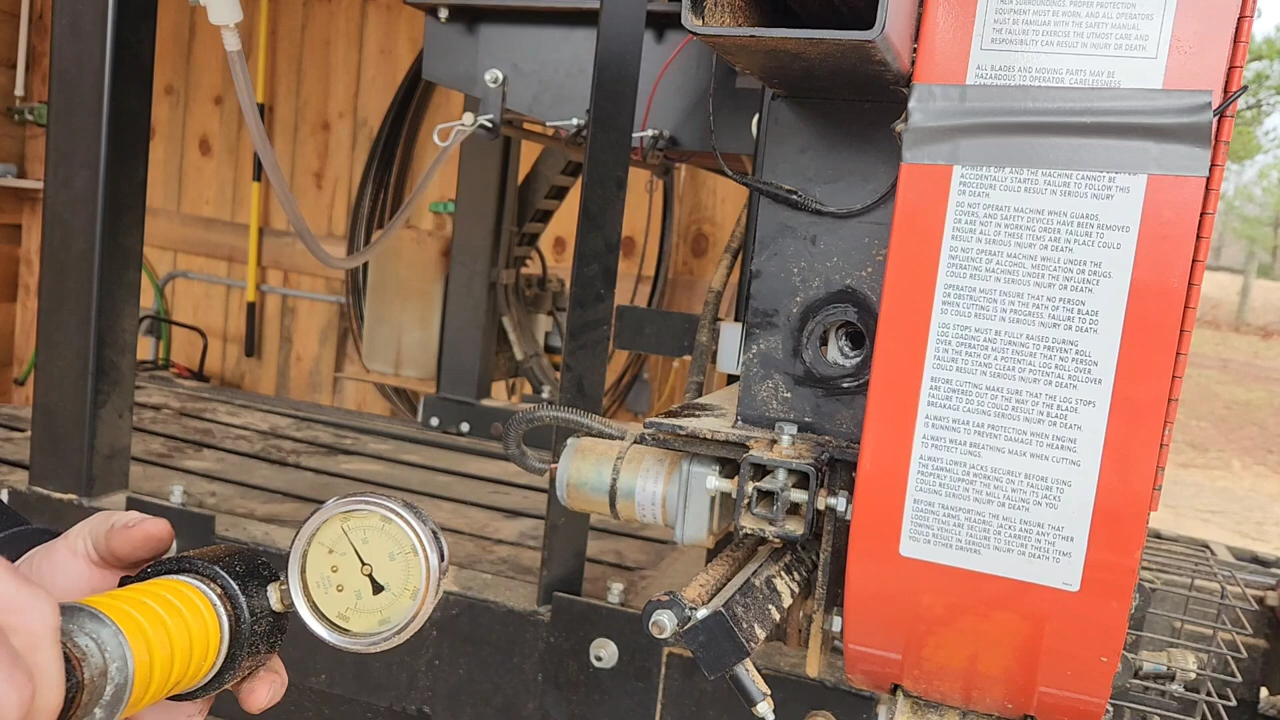 THEIR SURROUNDINGS. PROPER PROTECTION
EQUIPMENT MUST BE WORN, AND ALL OPERATORS
MUST BE FAMILIAR WITH THE SAFETY MANUAL.
THE FAILURE TO EXERCISE THE UTMOST CARE AND
RESPONSIBILITY CAN RESULT IN INJURY OR DEATH.
ALL BLADES AND MOVING PARTS MAY BE
HAZARDOUS TO OPERATOR. CARELESSNESS
POWER IS OFF, AND THE MACHINE CANNOT BE
ACCIDENTALLY STARTED. FAILURE TO FOLLOW THIS
PROCEDURE COULD RESULT IN SERIOUS INJURY
OR DEATH.
DO NOT OPERATE MACHINE WHEN GUARDS,
COVERS, AND SAFETY DEVICES HAVE BEEN REMOVED
OR ARE NOT IN WORKING ORDER. FAILURE TO
ENSURE ALL OF THESE ITEMS ARE IN PLACE COULD
RESULT IN SERIOUS INJURY OR DEATH.
DO NOT OPERATE MACHINE WHILE UNDER THE
INFLUENCE OF ALCOHOL, MEDICATION OR DRUGS.
OPERATING MACHINES UNDER THE INFLUENCE
COULD RESULT IN SERIOUS INJURY OR DEATH.
OPERATOR MUST ENSURE THAT NO PERSON
OR OBSTRUCTION IS IN THE PATH OF THE BLADE
WHEN CUTTING IS IN PROGRESS. FAILURE TO DO
SO COULD RESULT IN SERIOUS INJURY OR DEATH.
LOG STOPS MUST BE FULLY RAISED DURING
LOG LOADING AND TURNING TO PREVENT ROLL
OVER. OPERATOR MUST ENSURE THAT NO PERSON
IS IN THE PATH OF A POTENTIAL LOG ROLL-OVER.
FAILURE TO STAND CLEAR OF POTENTIAL ROLLOVER
COULD RESULT IN SERIOUS INJURY OR DEATH.
BEFORE CUTTING MAKE SURE THAT THE LOG STOPS
ARE LOWERED OUT OF THE WAY OF THE BLADE.
FAILURE TO DO SO COULD RESULT IN BLADE
BREAKAGE CAUSING SERIOUS INJURY OR DEATH.
ALWAYS WEAR EAR PROTECTION WHEN ENGINE
IS RUNNING TO PREVENT DAMAGE TO HEARING.
ALWAYS WEAR BREATHING MASK WHEN CUTTING
TO PROTECT LUNGS.
ALWAYS LOWER JACKS SECURELY BEFORE USING
THE SAWMILL OR WORKING ON IT. FAILURE TO
PROPERLY SUPPORT THE MILL WITH ITS JACKS
COULD RESULT IN THE MILL FALLING ON YOU
CAUSING SERIOUS INJURY OR DEATH.
BEFORE TRANSPORTING THE MILL ENSURE THAT
LOADING ARMS, HEADRIG, JACKS AND ANY OTHER
LOOSE ITEMS ARE SECURE OR CARRIED IN THE
TOWING VEHICLE. FAILURE TO SECURE THESE ITEMS
COULD RESULT IN SERIOUS INJURY OR DEATH TO
YOU OR OTHER DRIVERS.